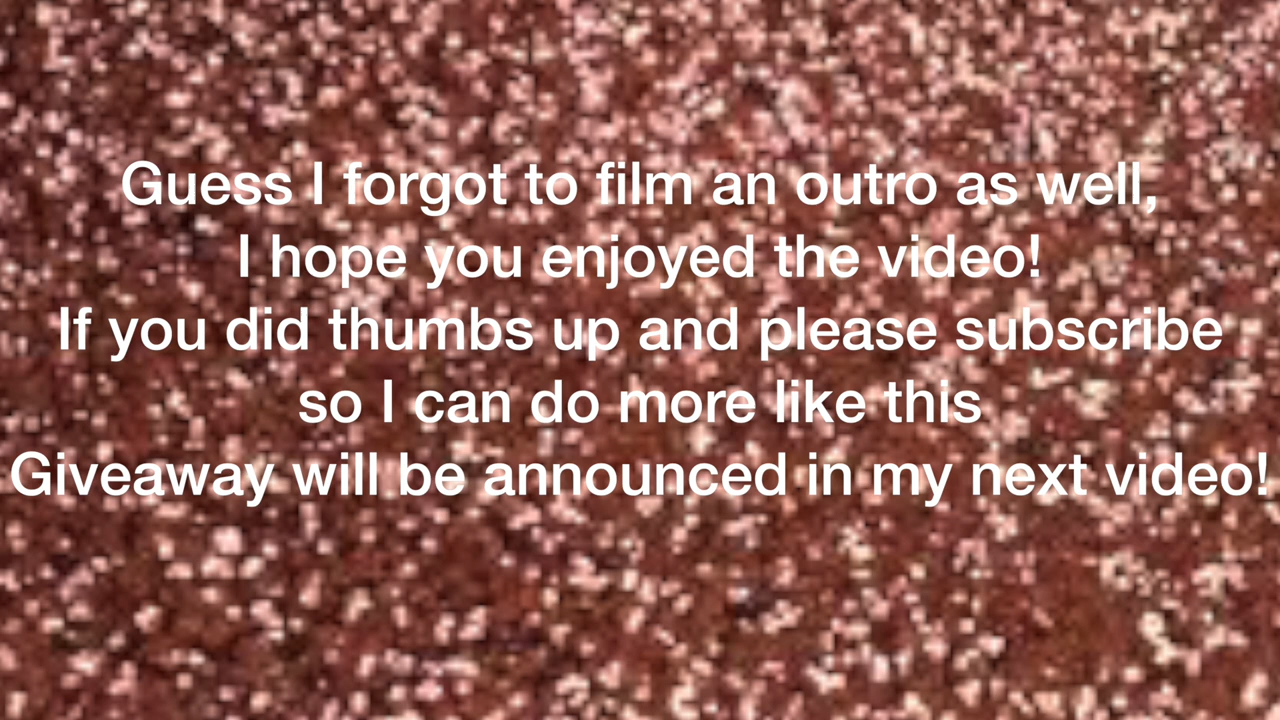 Guess I forgot to film an outro as well,
I hope you enjoyed the video!
If you did thumbs up and please subscribe
so I can do more like this
Giveaway will be announced in my next video!